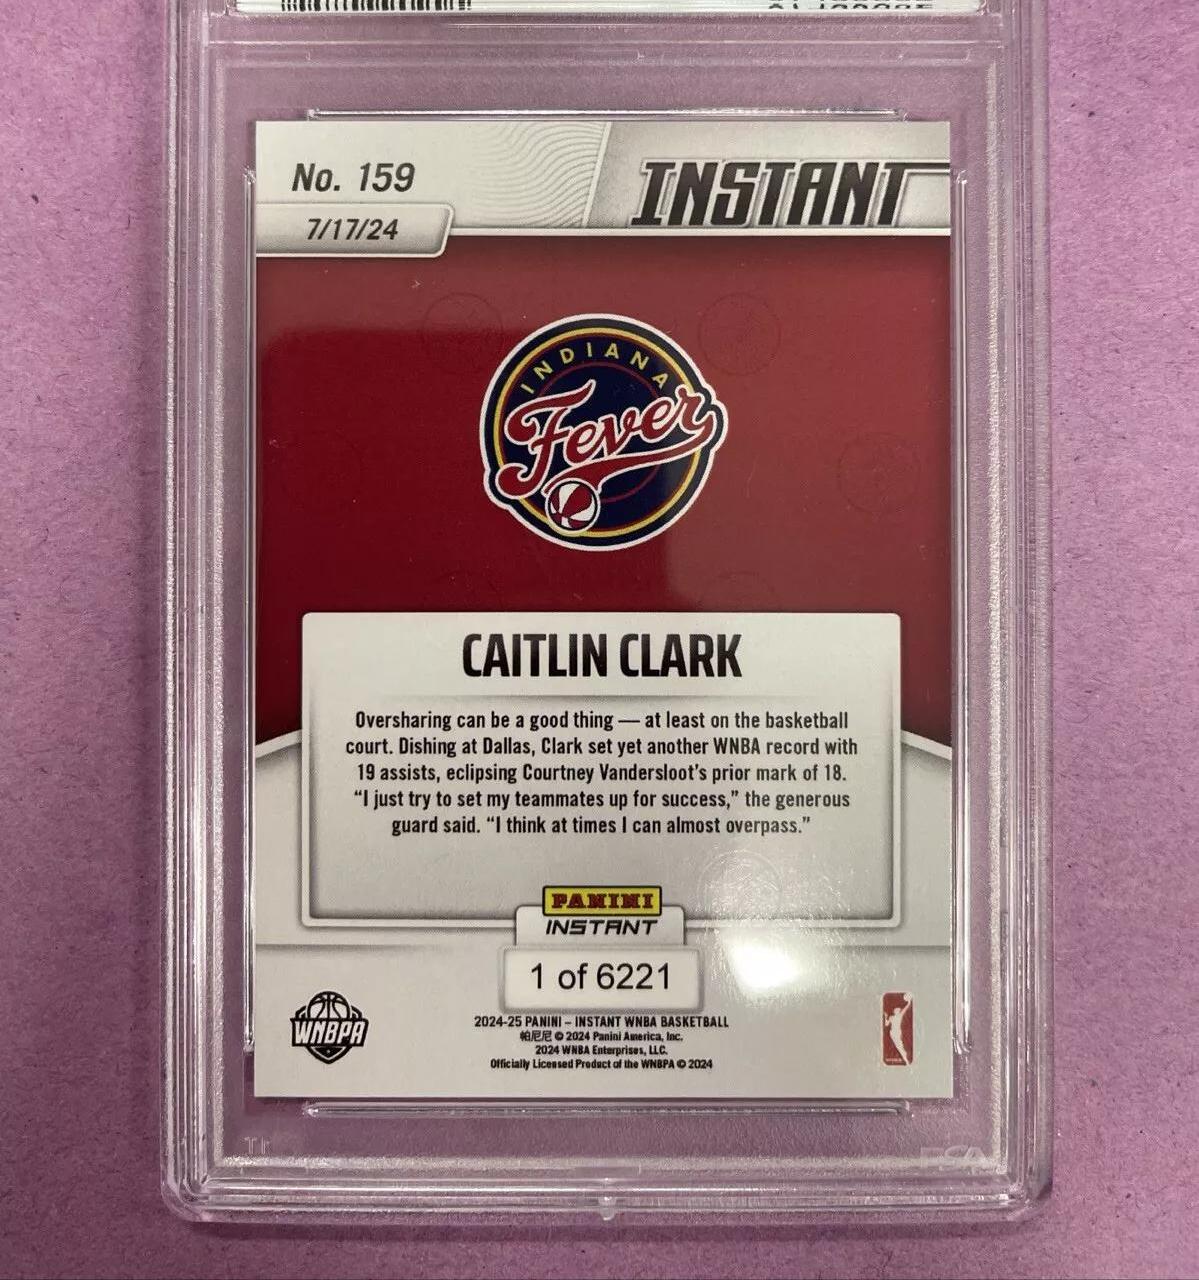 No. 159
INSTANT
7/17/24
INDIANA
Fever
CAITLIN CLARK
Oversharing can be a good thing — at least on the basketball
court. Dishing at Dallas, Clark set yet another WNBA record with
19 assists, eclipsing Courtney Vandersloot's prior mark of 18.
“I just try to set my teammates up for success,” the generous
guard said. “I think at times I can almost overpass.”
PANINI
INSTANT
1 of 6221
WNBPA
2024-25 PANINI – INSTANT WNBA BASKETBALL
帕尼尼 © 2024 Panini America, Inc.
2024 WNBA Enterprises, LLC.
Officially Licensed Product of the WNBPA © 2024
PSA